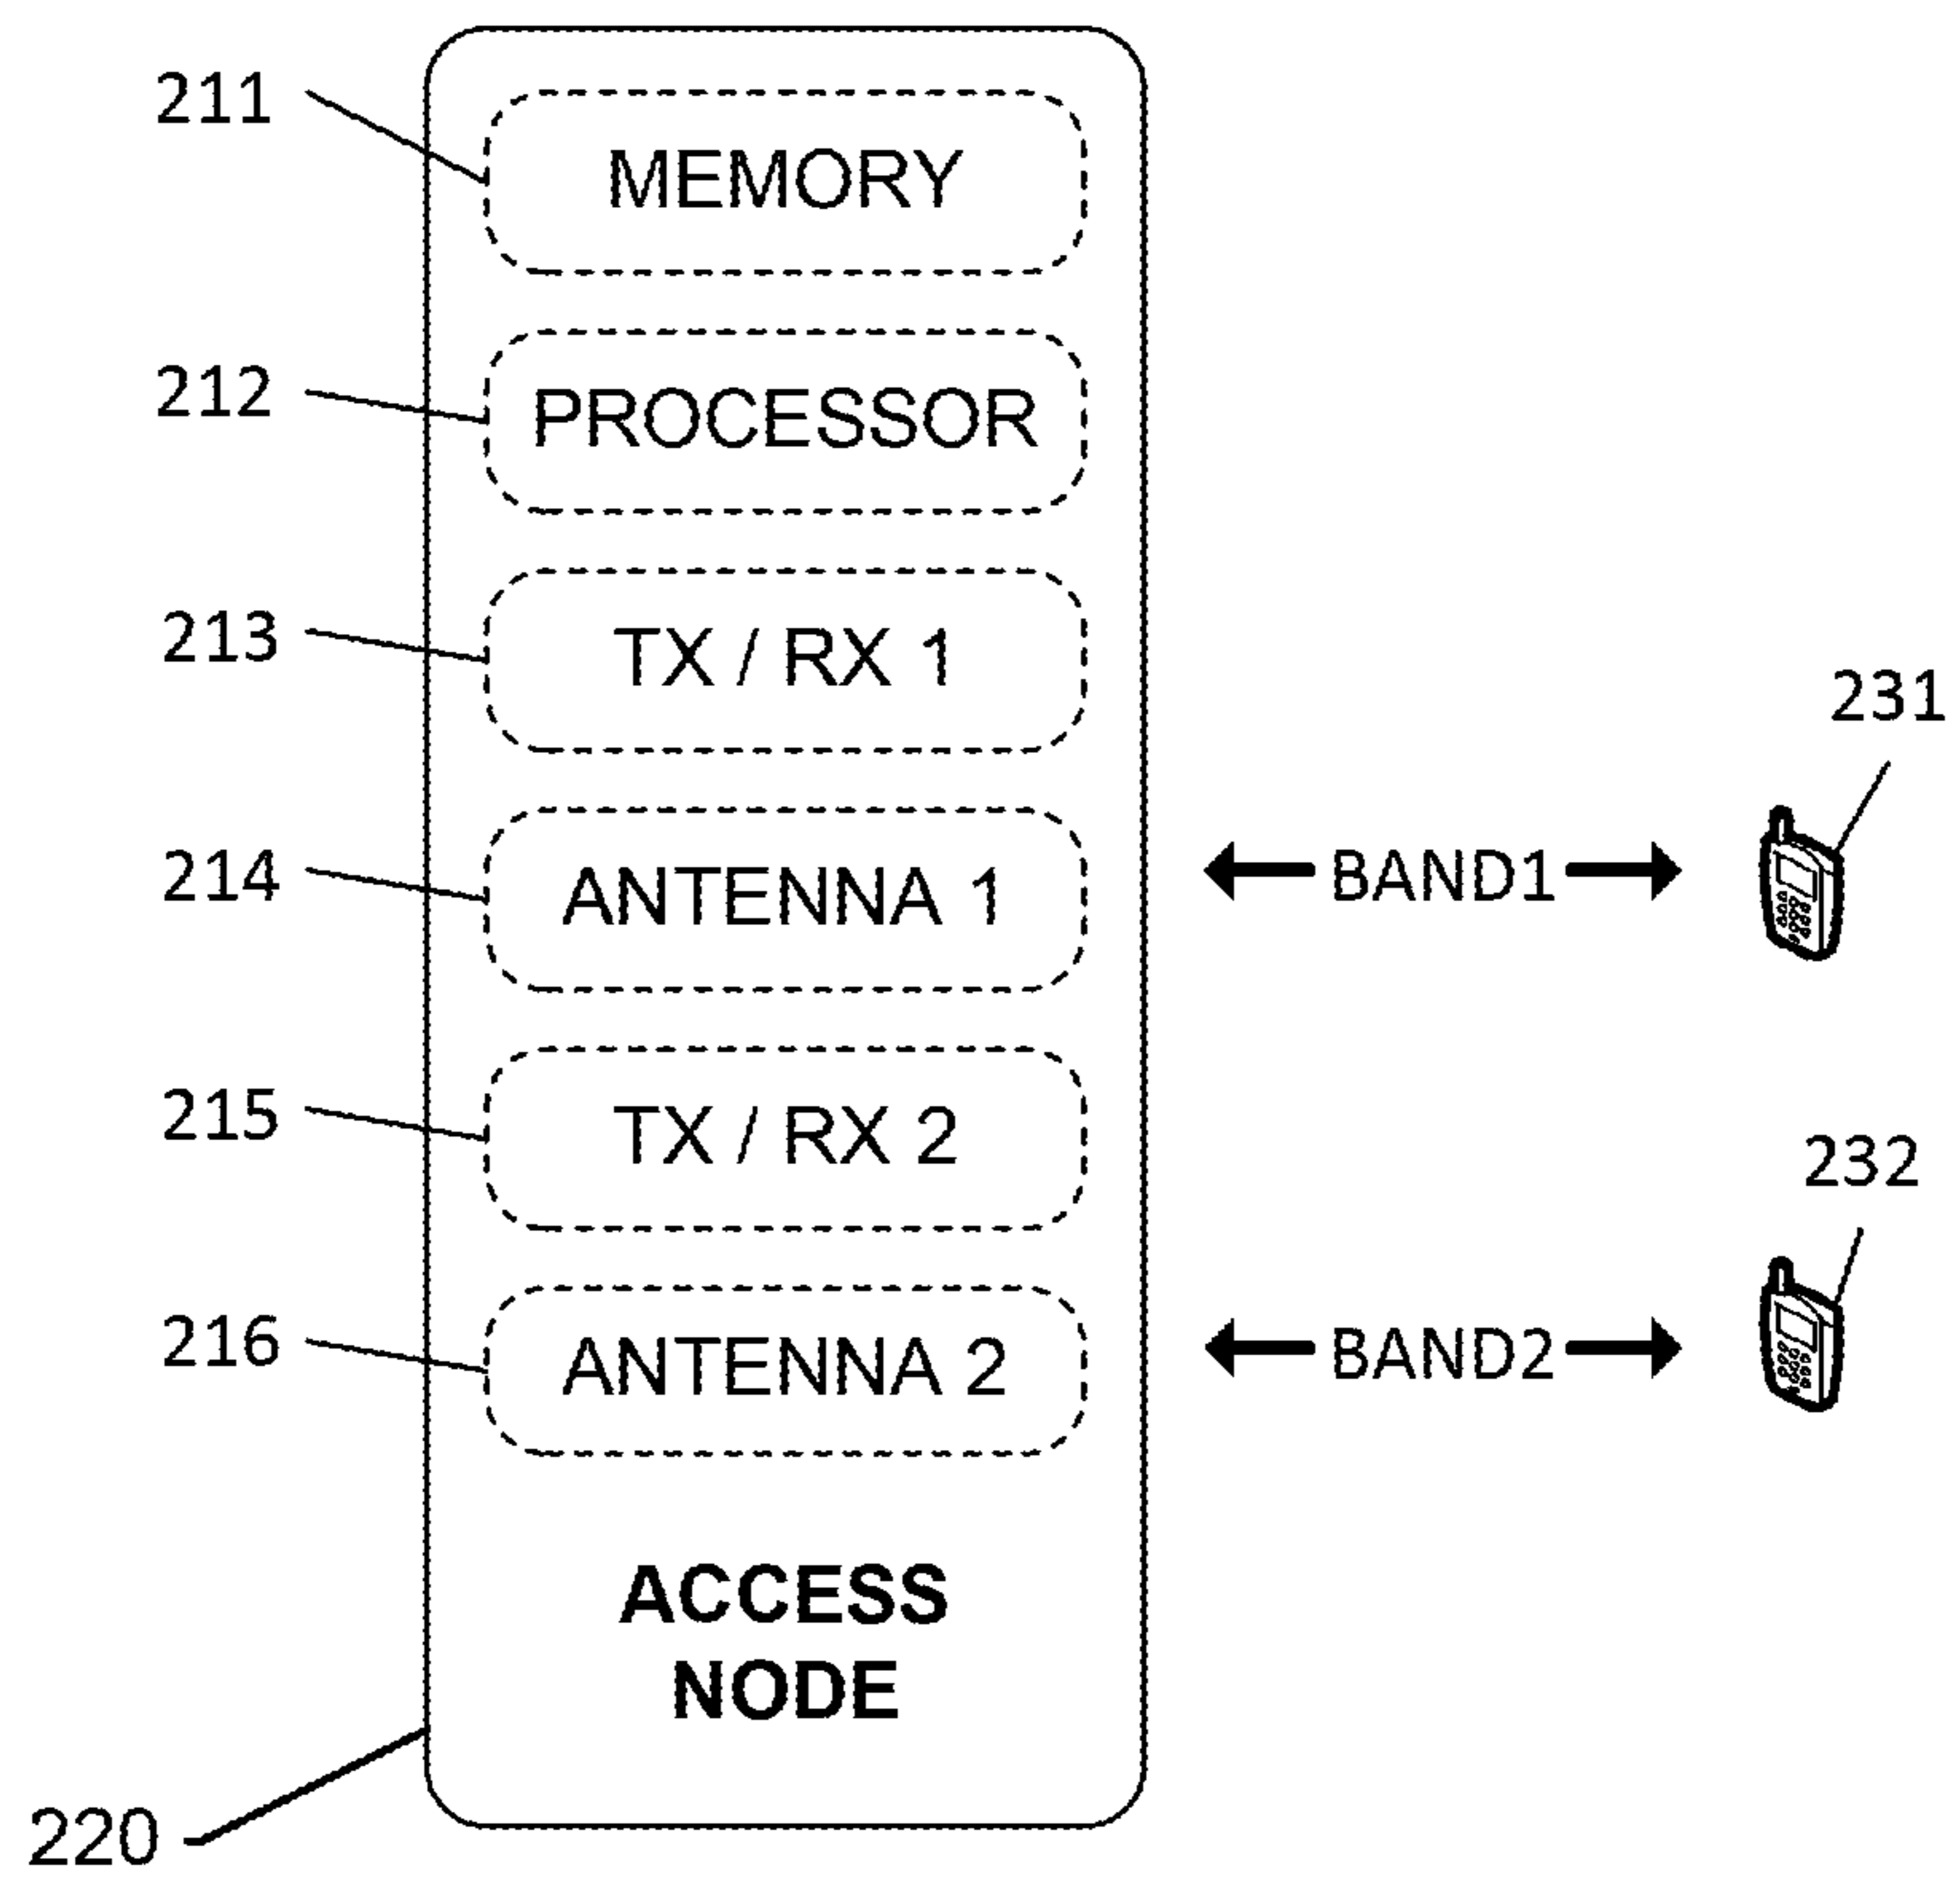 211
MEMORY
212
PROCESSOR
213
TX / RX 1
231
214
ANTENNA 1
BAND1
215
TX / RX 2
232
216
ANTENNA 2
BAND2
ACCESS
NODE
220